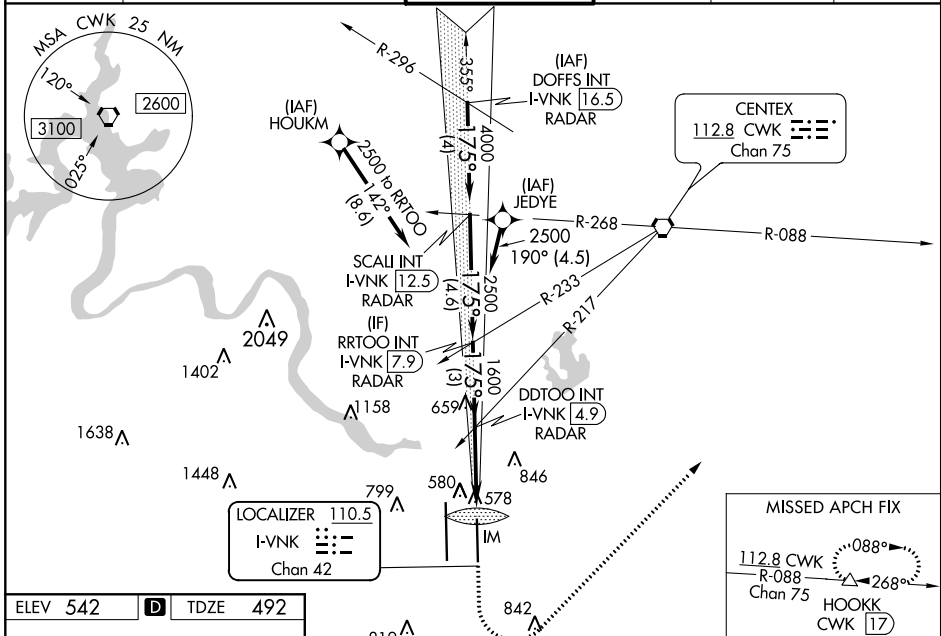 MSA CWK 25 NM
120°
2600
3100
025°
R-296
355°
(IAF)
DOFFS INT
I-VNK 16.5
RADAR
(IAF)
HOUKM
2500 to RRTOO
142°
(8.6)
4000
175°
(4)
CENTEX
112.8 CWK
Chan 75
(IAF)
JEDYE
2500
190° (4.5)
R-268
R-088
R-233
R-217
SCALI INT
I-VNK 12.5
RADAR
2500
175°
(4.6)
(IF)
RRTOO INT
I-VNK 7.9
RADAR
1600
175°
(3)
DDTOO INT
I-VNK 4.9
RADAR
2049
1402
1158
659
1638
1448
799
580
578
846
IM
LOCALIZER 110.5
I-VNK
Chan 42
842
MISSED APCH FIX
112.8 CWK
R-088
Chan 75
088°
268°
HOOKK
CWK 17
ELEV 542 D TDZE 492